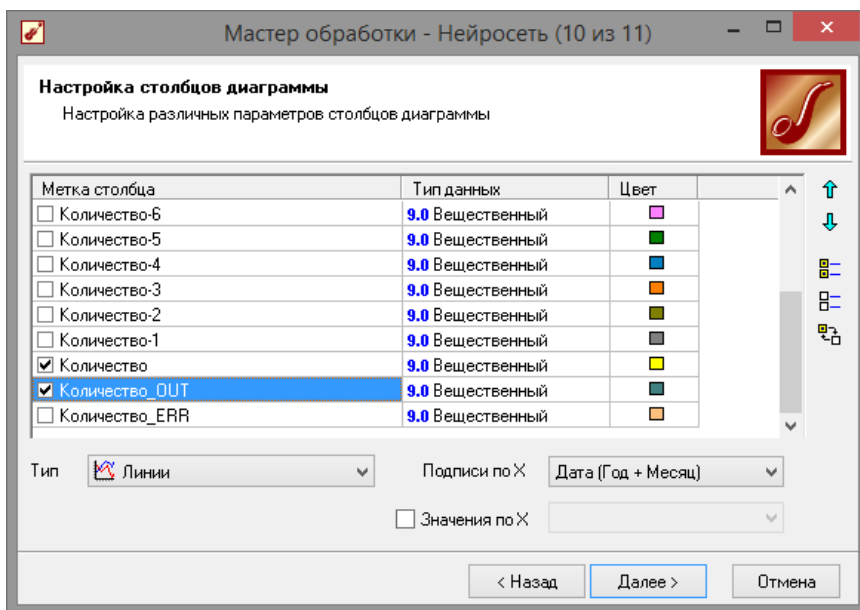 Мастер обработки - Нейросеть (10 из 11)
Настройка столбцов диаграммы
Настройка различных параметров столбцов диаграммы
Метка столбца Тип данных Цвет
Количество-6 9.0 Вещественный
Количество-5 9.0 Вещественный
Количество-4 9.0 Вещественный
Количество-3 9.0 Вещественный
Количество-2 9.0 Вещественный
Количество-1 9.0 Вещественный
Количество 9.0 Вещественный
Количество_OUT 9.0 Вещественный
Количество_ERR 9.0 Вещественный
Тип Линии Подписи по X Дата (Год + Месяц)
Значения по X
< Назад Далее > Отмена